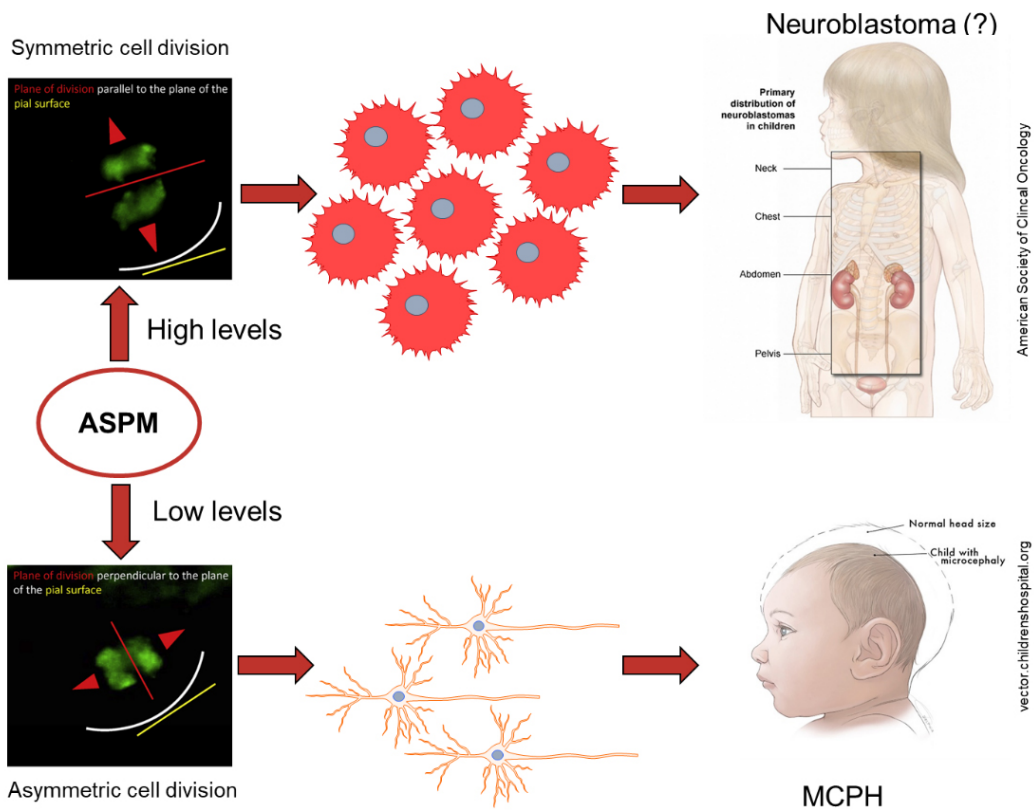 Symmetric cell division
Plane of division parallel to the plane of the
pial surface
Neuroblastoma (?)
Primary
distribution of
neuroblastomas
in children
Neck
Chest
Abdomen
Pelvis
American Society of Clincal Oncology
High levels
ASPM
Low levels
Plane of division perpendicular to the plane
of the pial surface
Asymmetric cell division
Normal head size
Child with
microcephaly
vector.childrenshospital.org
MCPH